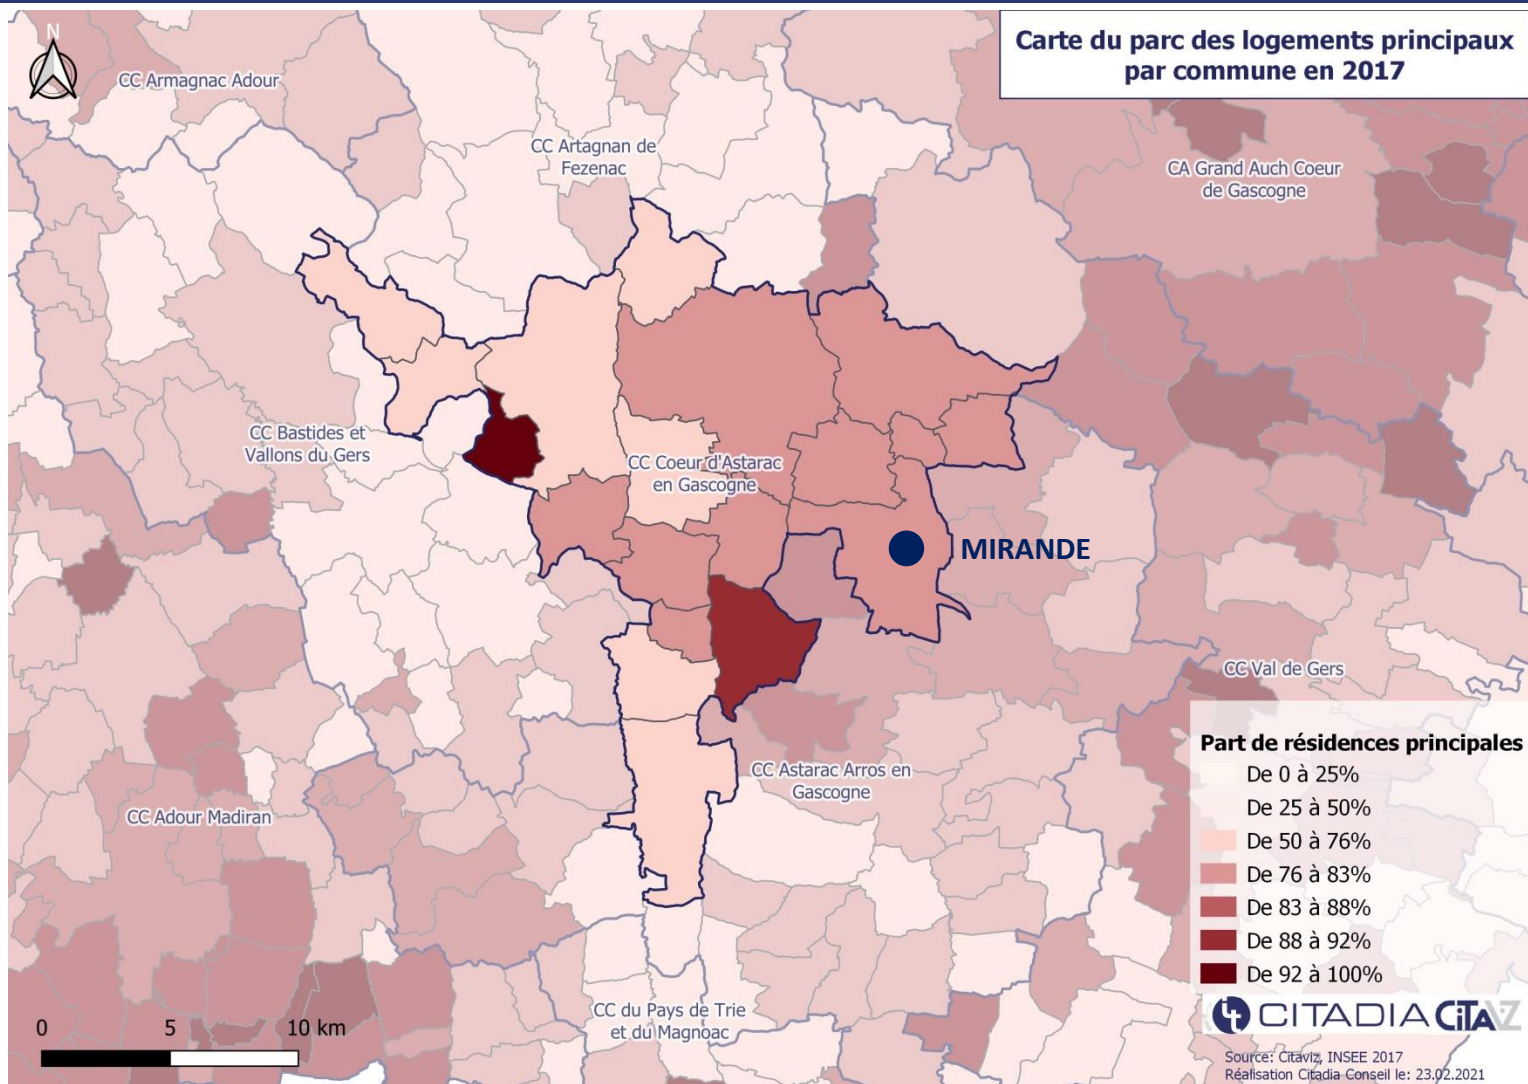 Carte du parc des logements principaux
par commune en 2017
N
CC Armagnac Adour
CC Artagnan de
Fezenac
CA Grand Auch Coeur
de Gascogne
CC Bastides et
Vallons du Gers
CC Coeur d'Astarac
en Gascogne
MIRANDE
CC Val de Gers
CC Astarac Arros en
Gascogne
CC Adour Madiran
CC du Pays de Trie
et du Magnoac
Part de résidences principales
De 0 à 25%
De 25 à 50%
De 50 à 76%
De 76 à 83%
De 83 à 88%
De 88 à 92%
De 92 à 100%
0 5 10 km
CITADIA CiTAViZ
Source: Citaviz, INSEE 2017
Réalisation Citadia Conseil le: 23.02.2021